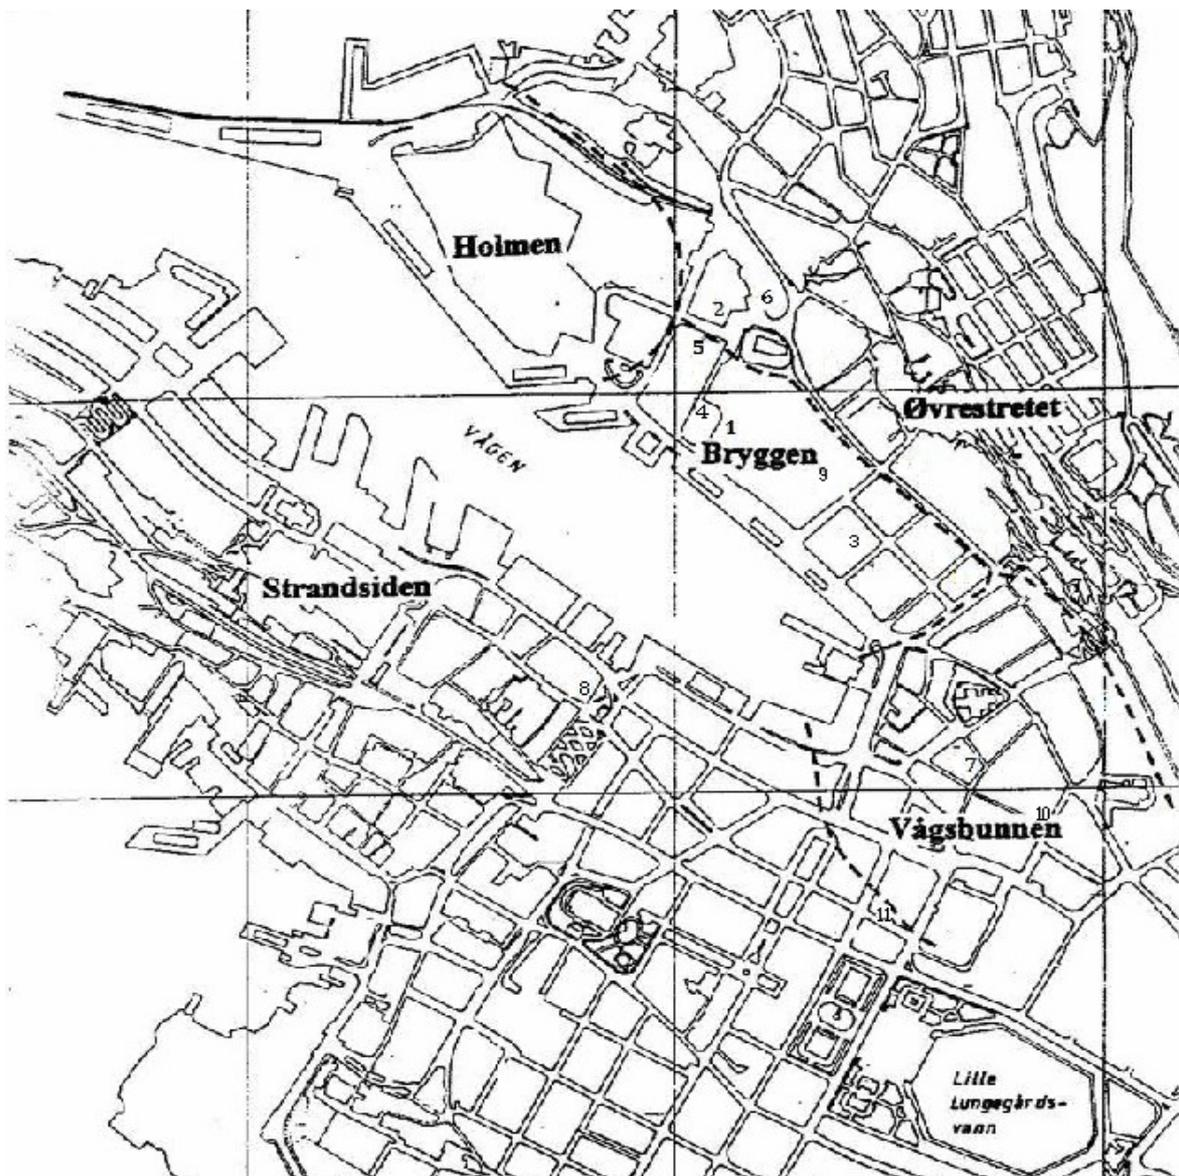 Holmen
2
6
5
Øvrestretet
4
1
VÅGEN
Bryggen
9
3
Strandsiden
8
7
10
Vågsbunnen
11
Lille
Lungegårds-
vann